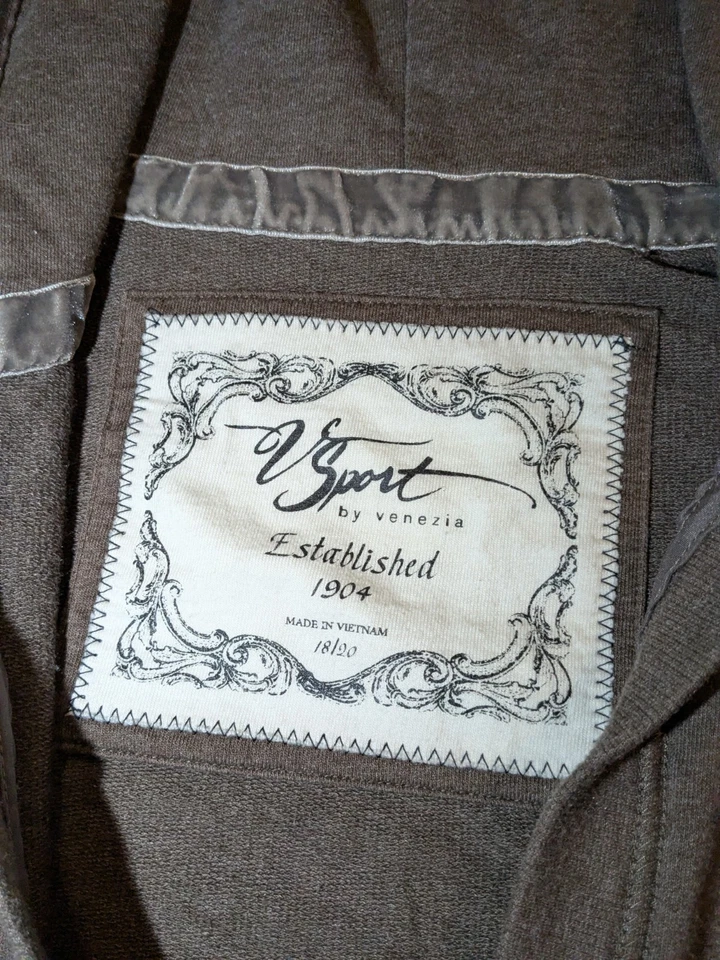 V Sport
by venezia
Established
1904
MADE IN VIETNAM
18/20